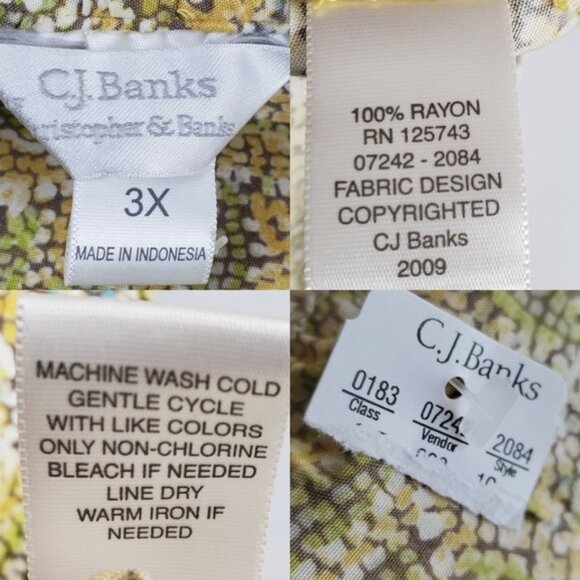 C.J. Banks
Christopher & Banks
3X
MADE IN INDONESIA
100% RAYON
RN 125743
07242 - 2084
FABRIC DESIGN
COPYRIGHTED
CJ Banks
2009
MACHINE WASH COLD
GENTLE CYCLE
WITH LIKE COLORS
ONLY NON-CHLORINE
BLEACH IF NEEDED
LINE DRY
WARM IRON IF
NEEDED
C.J.Banks
0183 0724 2084
Class Vendor Style